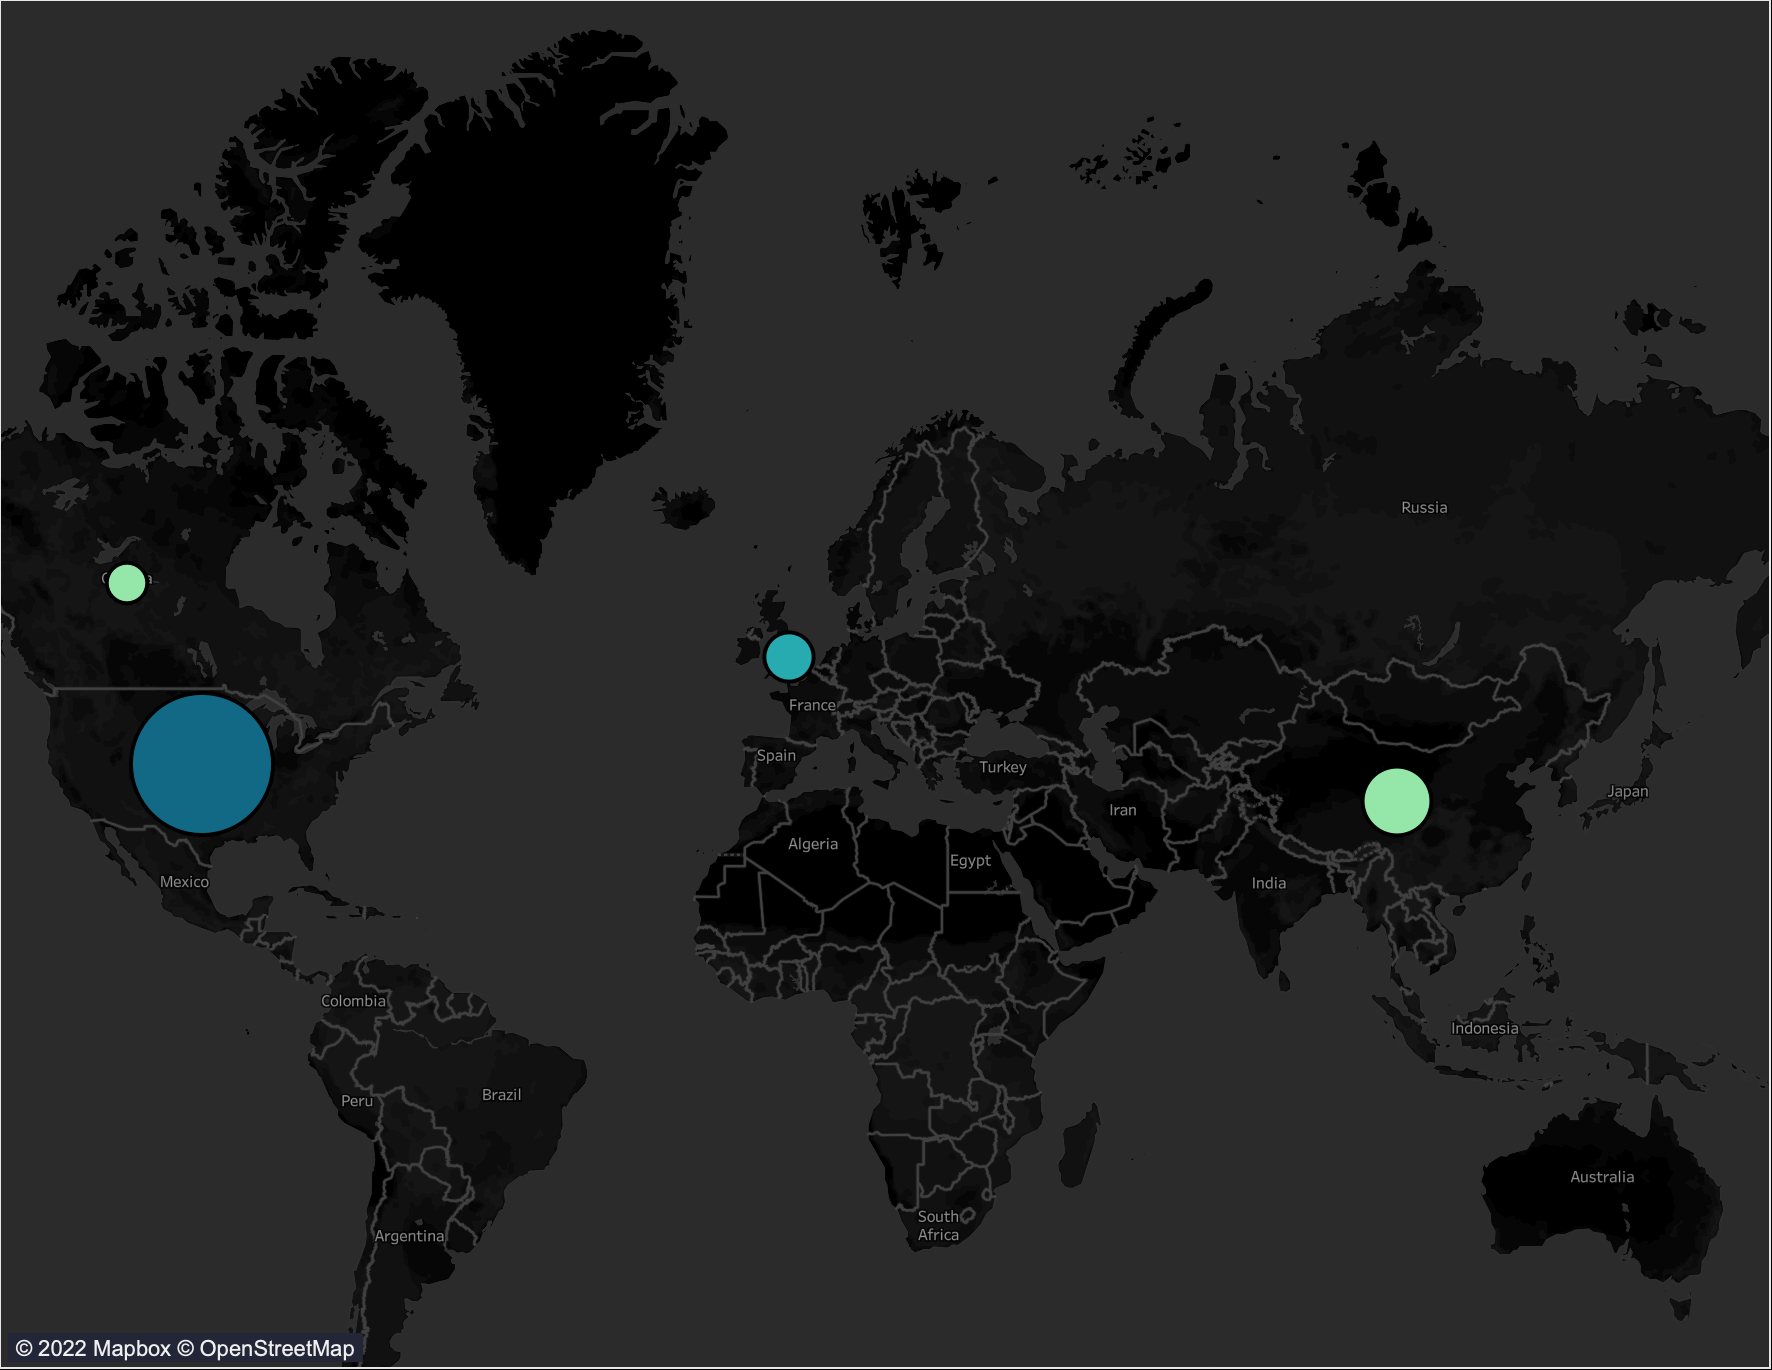 Russia
France
Spain
Turkey
Japan
Iran
Algeria
Egypt
Mexico
India
Colombia
Indonesia
Brazil
Peru
Australia
South
Africa
Argentina
© 2022 Mapbox © OpenStreetMap